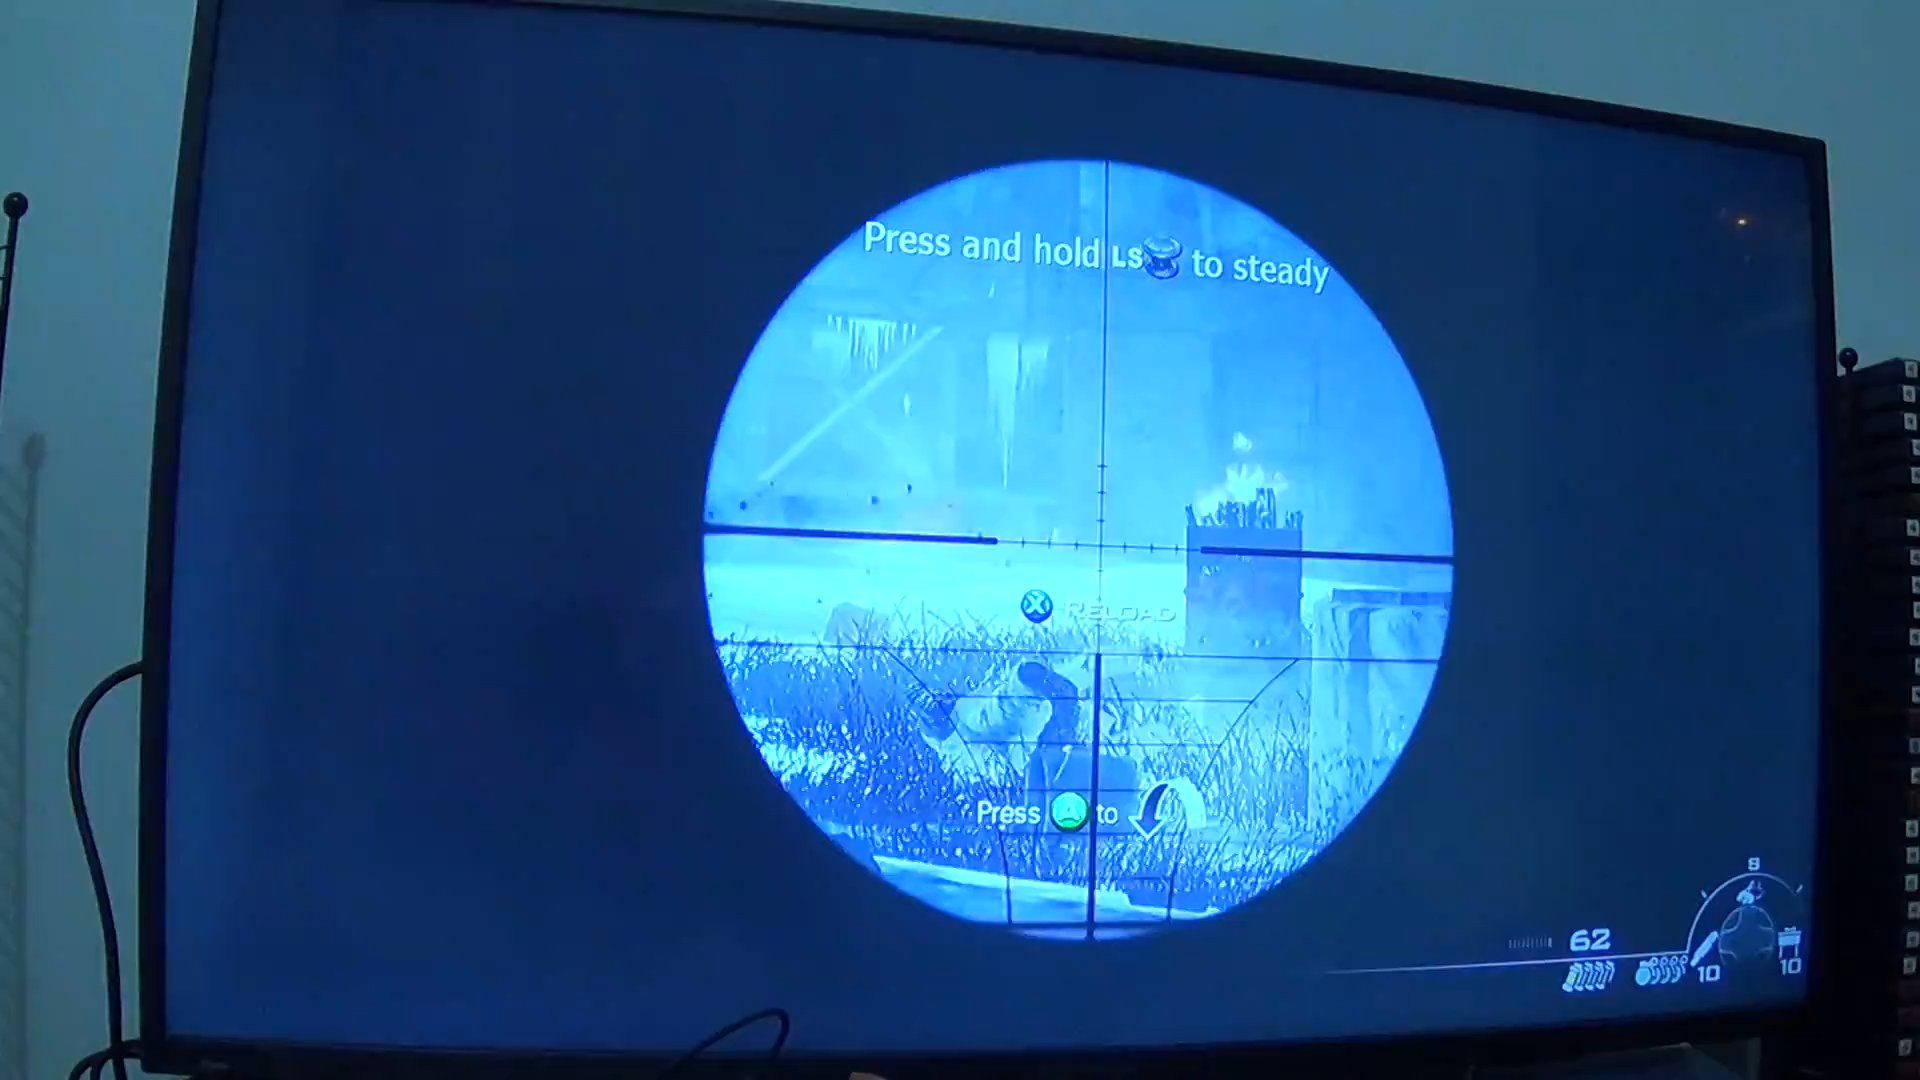 Press and hold LS to steady
X RELOAD
Press A to
S
62
10
10